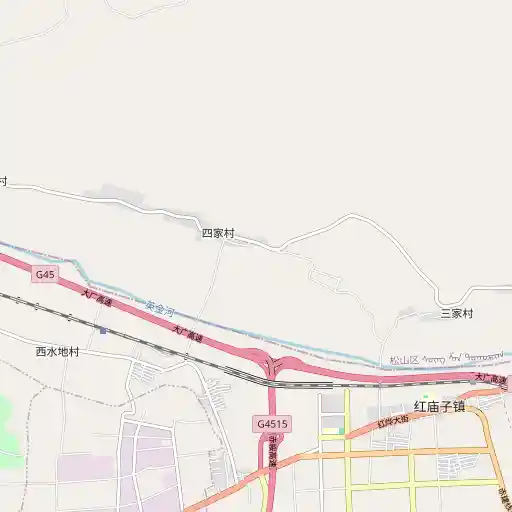 村
四家村
G45
大广高速
英金河
三家村
大广高速
西水地村
松山区
大广高速
红庙子镇
G4515
赤朝高速
红烨大街